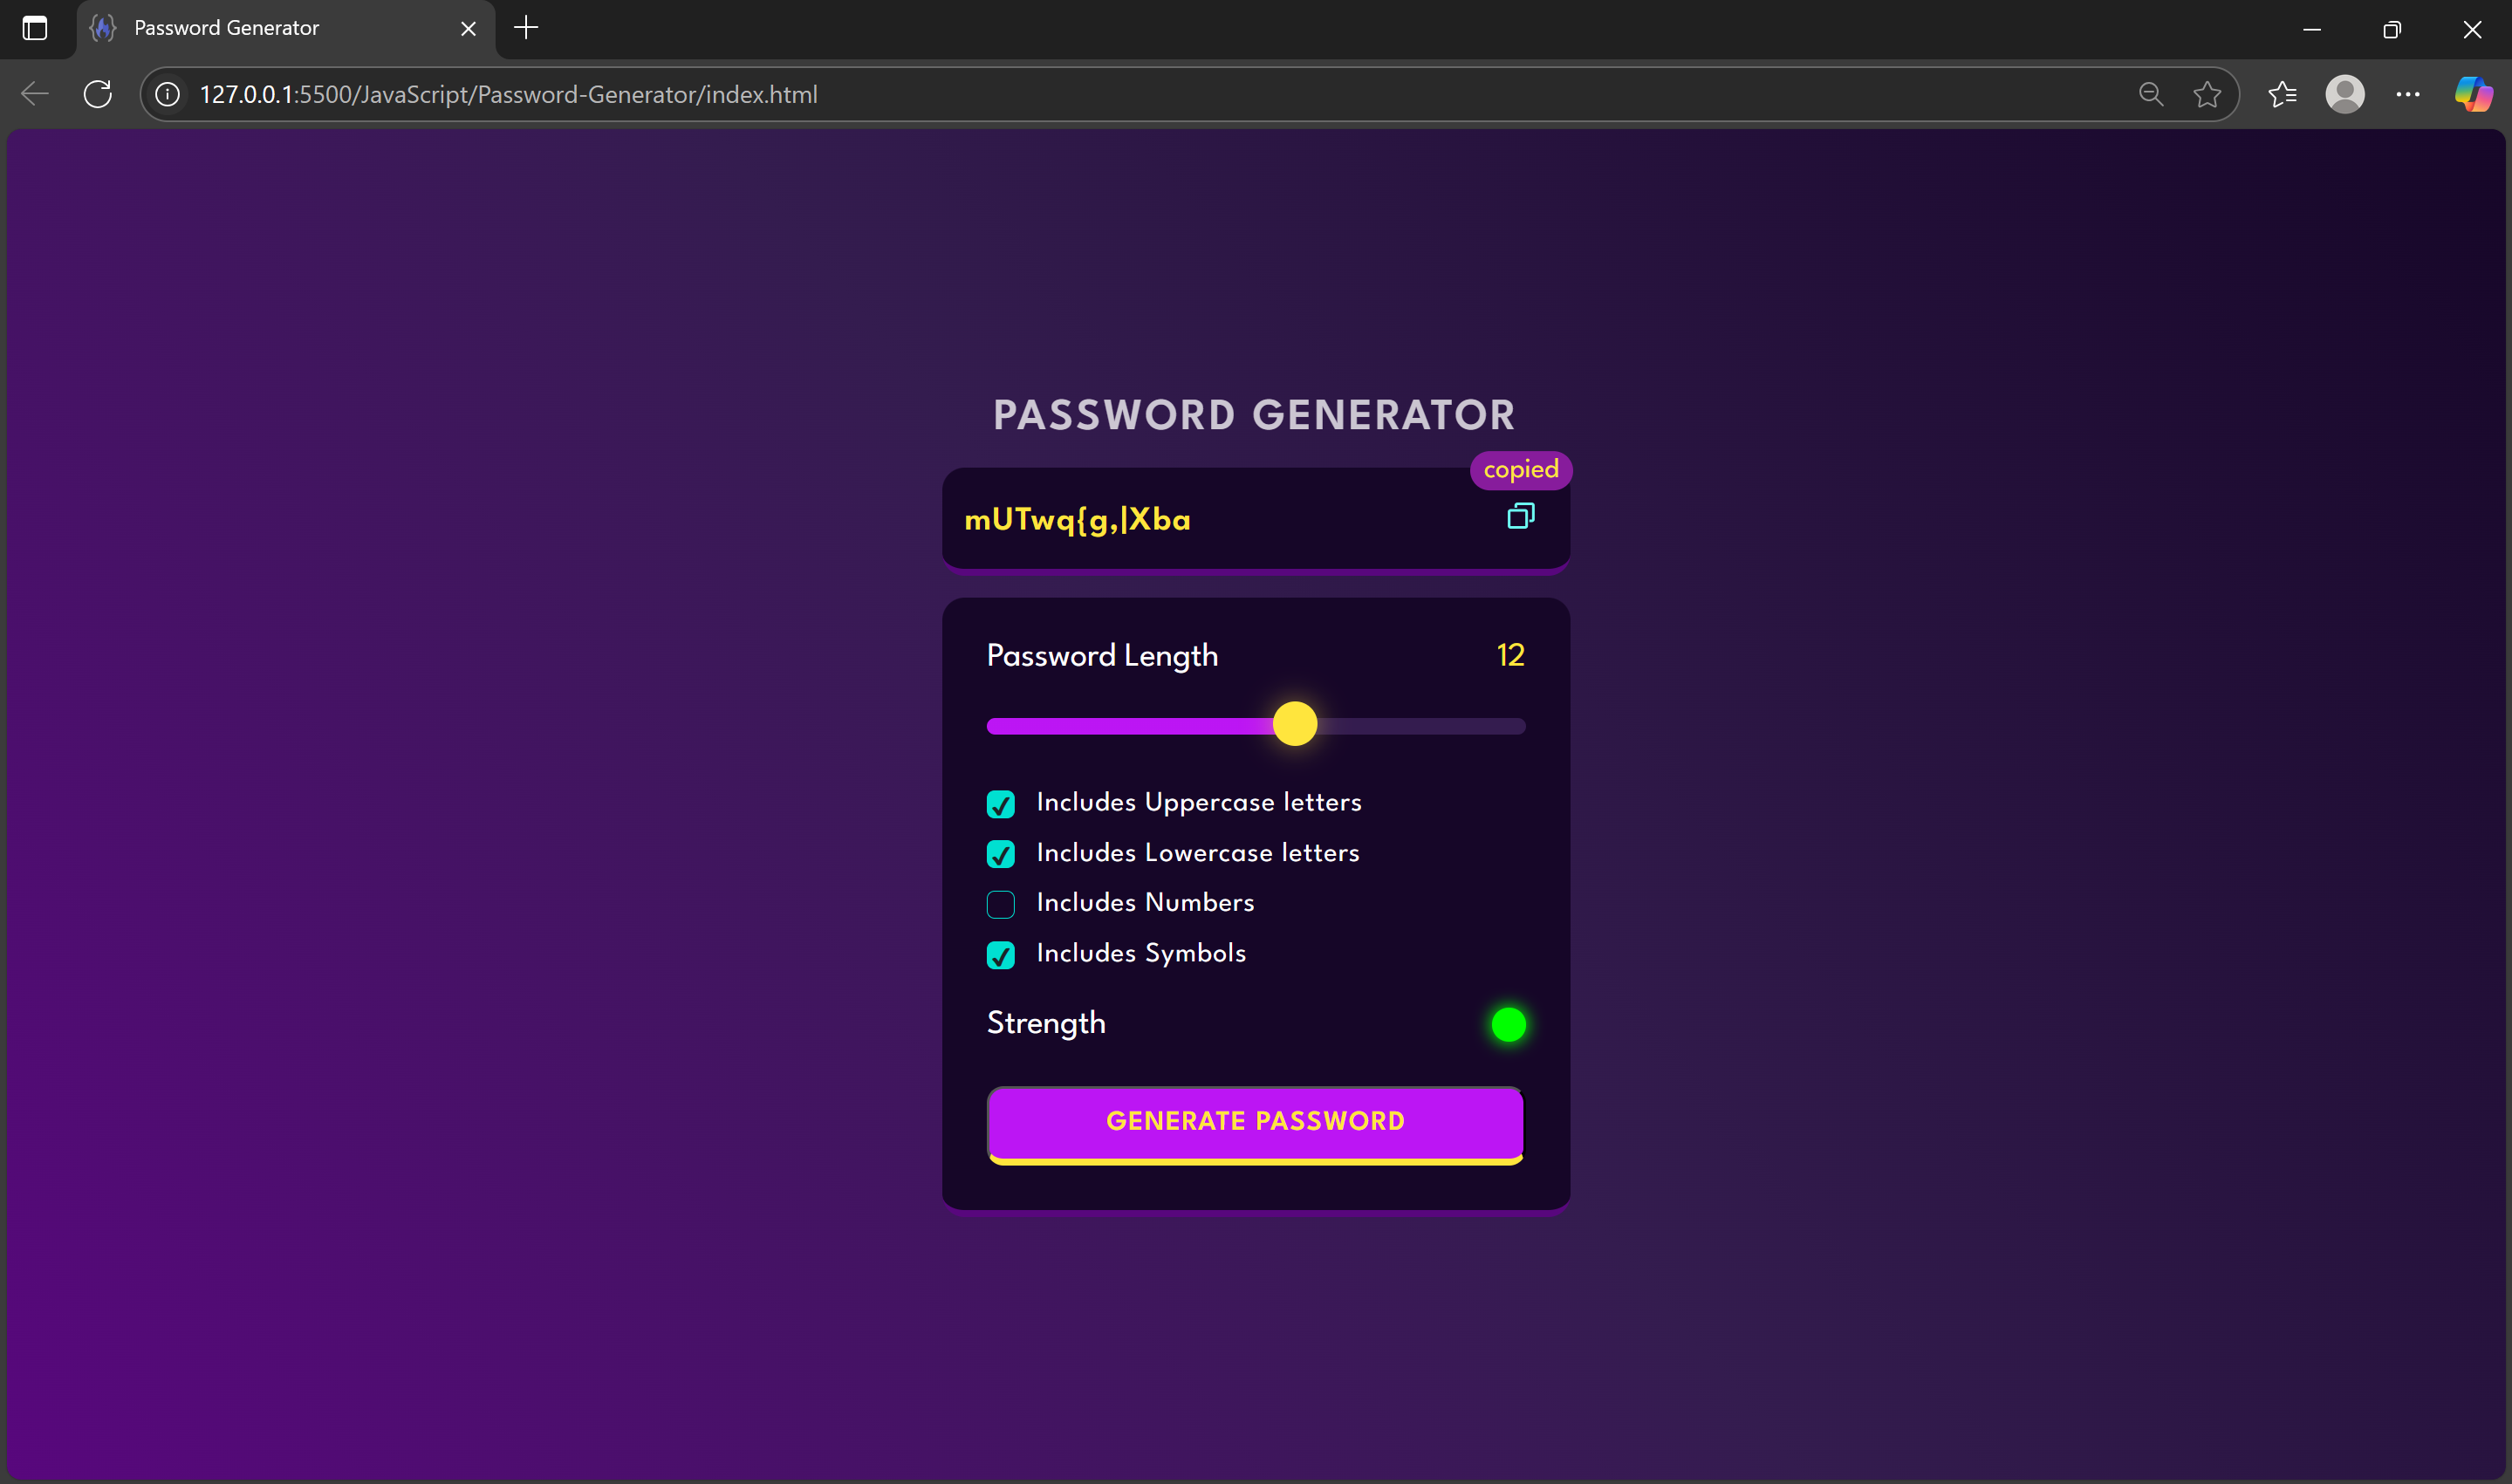 Password Generator
127.0.0.1:5500/JavaScript/Password-Generator/index.html
PASSWORD GENERATOR
copied
mUTwq{g,|Xba
Password Length 12
Includes Uppercase letters
Includes Lowercase letters
Includes Numbers
Includes Symbols
Strength
GENERATE PASSWORD